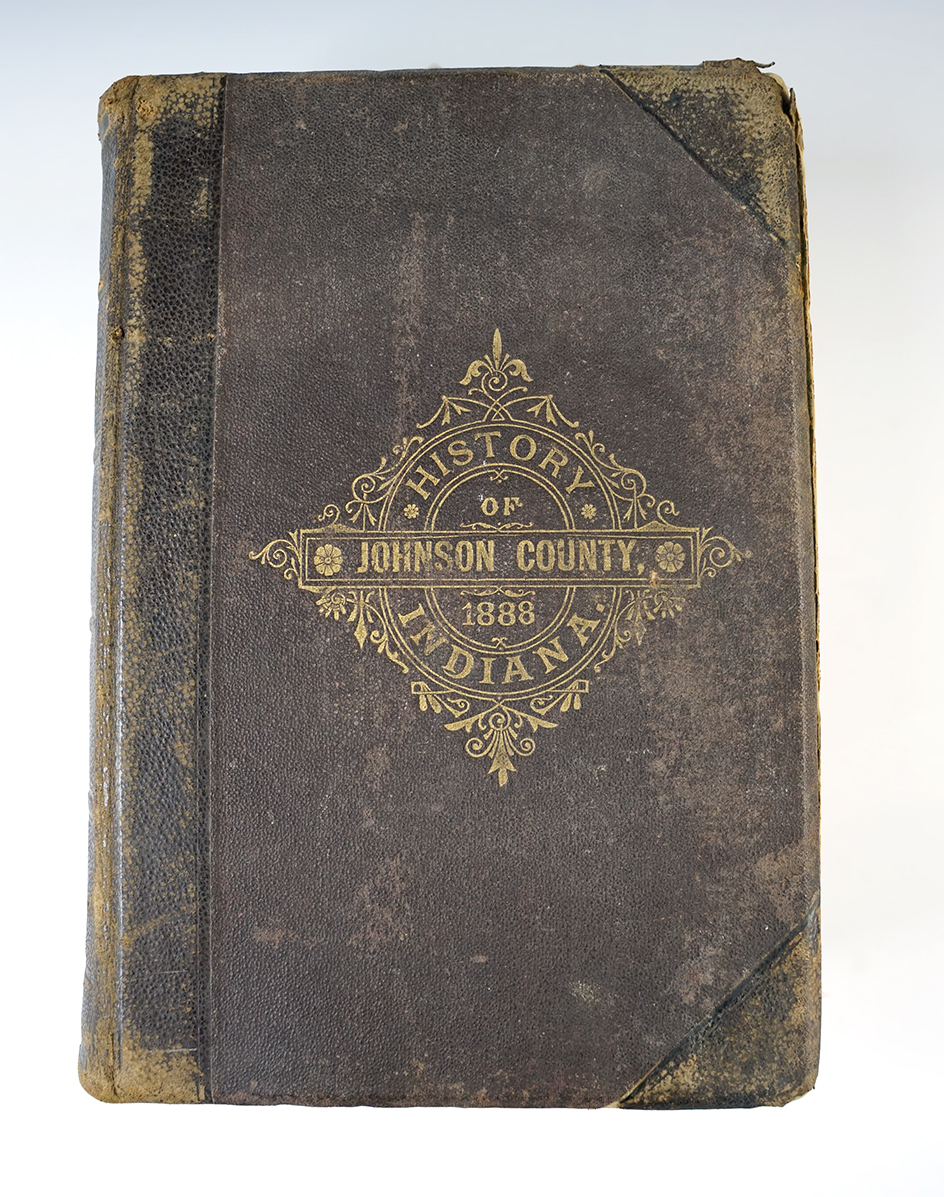 HISTORY
OF
JOHNSON COUNTY,
1888
INDIANA.